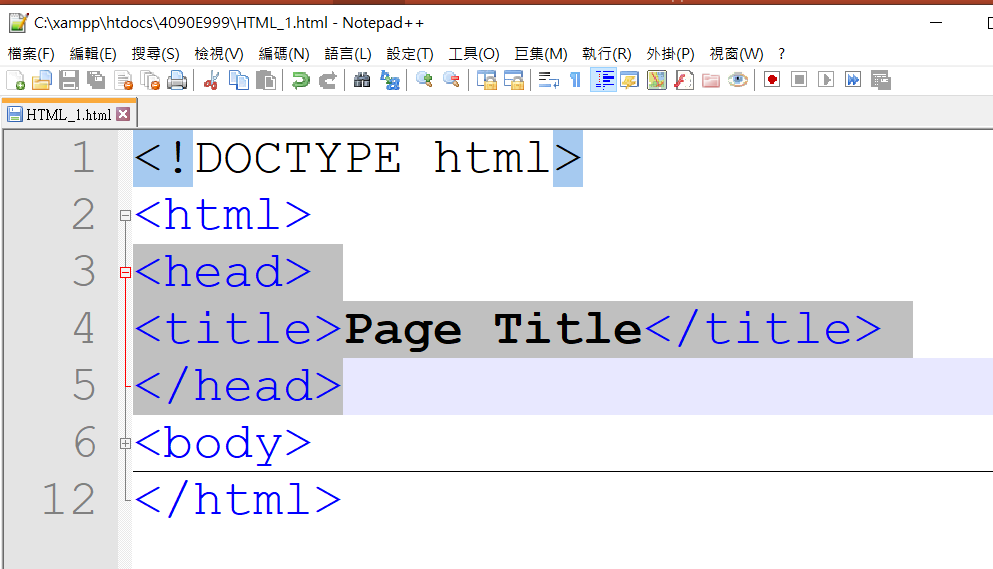 C:\xampp\htdocs\4090E999\HTML_1.html - Notepad++
檔案(F) 編輯(E) 搜尋(S) 檢視(V) 編碼(N) 語言(L) 設定(T) 工具(O) 巨集(M) 執行(R) 外掛(P) 視窗(W) ?
HTML_1.html
1 <!DOCTYPE html>
2 <html>
3 <head>
4 <title>Page Title</title>
5 </head>
6 <body>
12 </html>